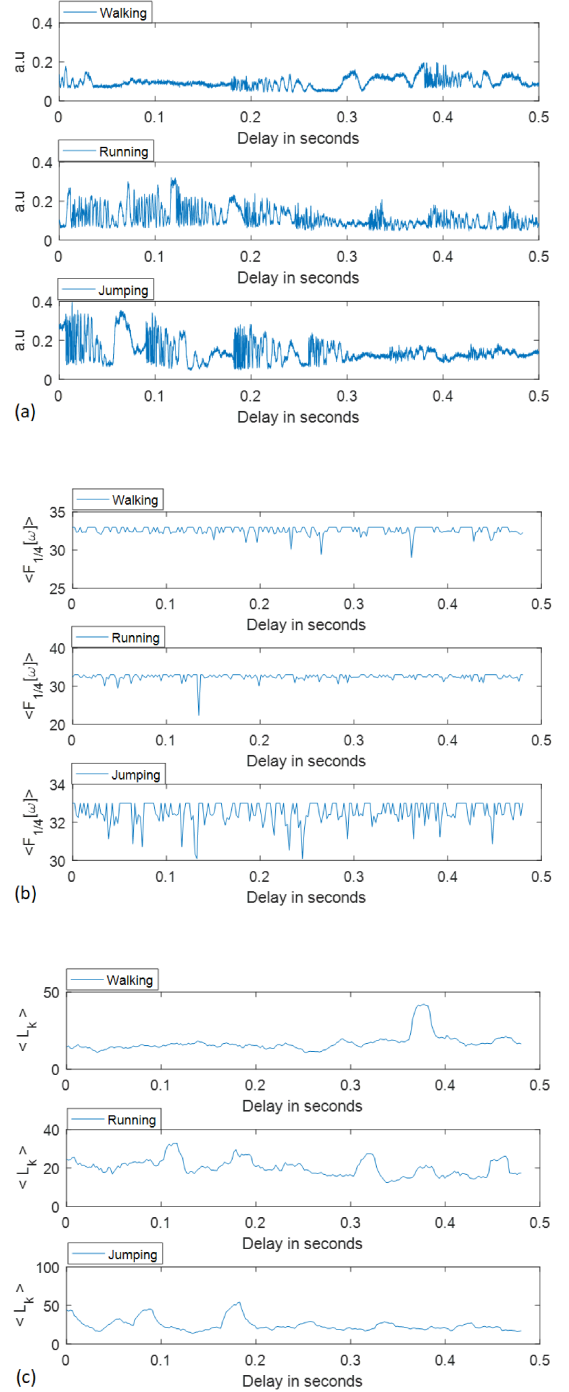 Walking
0.4
0.2
0
a.u
0 0.1 0.2 0.3 0.4 0.5
Delay in seconds
Running
0.4
0.2
0
a.u
0 0.1 0.2 0.3 0.4 0.5
Delay in seconds
Jumping
0.4
0.2
0
a.u
0 0.1 0.2 0.3 0.4 0.5
Delay in seconds
(a)
Walking
35
30
25
<F1/4[ω]>
0 0.1 0.2 0.3 0.4 0.5
Delay in seconds
Running
40
30
20
<F1/4[ω]>
0 0.1 0.2 0.3 0.4 0.5
Delay in seconds
Jumping
34
32
30
<F1/4[ω]>
0 0.1 0.2 0.3 0.4 0.5
Delay in seconds
(b)
Walking
50
0
< Lk >
0 0.1 0.2 0.3 0.4 0.5
Delay in seconds
Running
40
20
0
< Lk >
0 0.1 0.2 0.3 0.4 0.5
Delay in seconds
Jumping
100
50
0
< Lk >
0 0.1 0.2 0.3 0.4 0.5
Delay in seconds
(c)